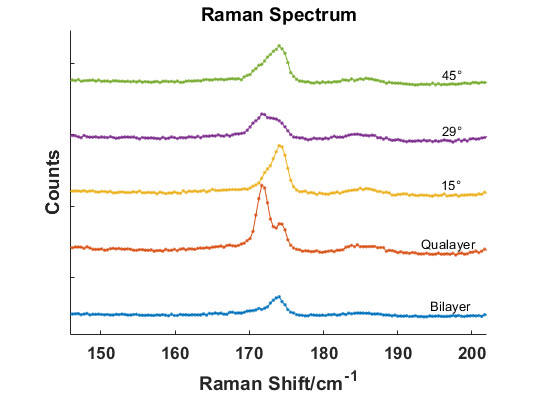 Raman Spectrum
Counts
45°
29°
15°
Qualayer
Bilayer
150 160 170 180 190 200
Raman Shift/cm⁻¹